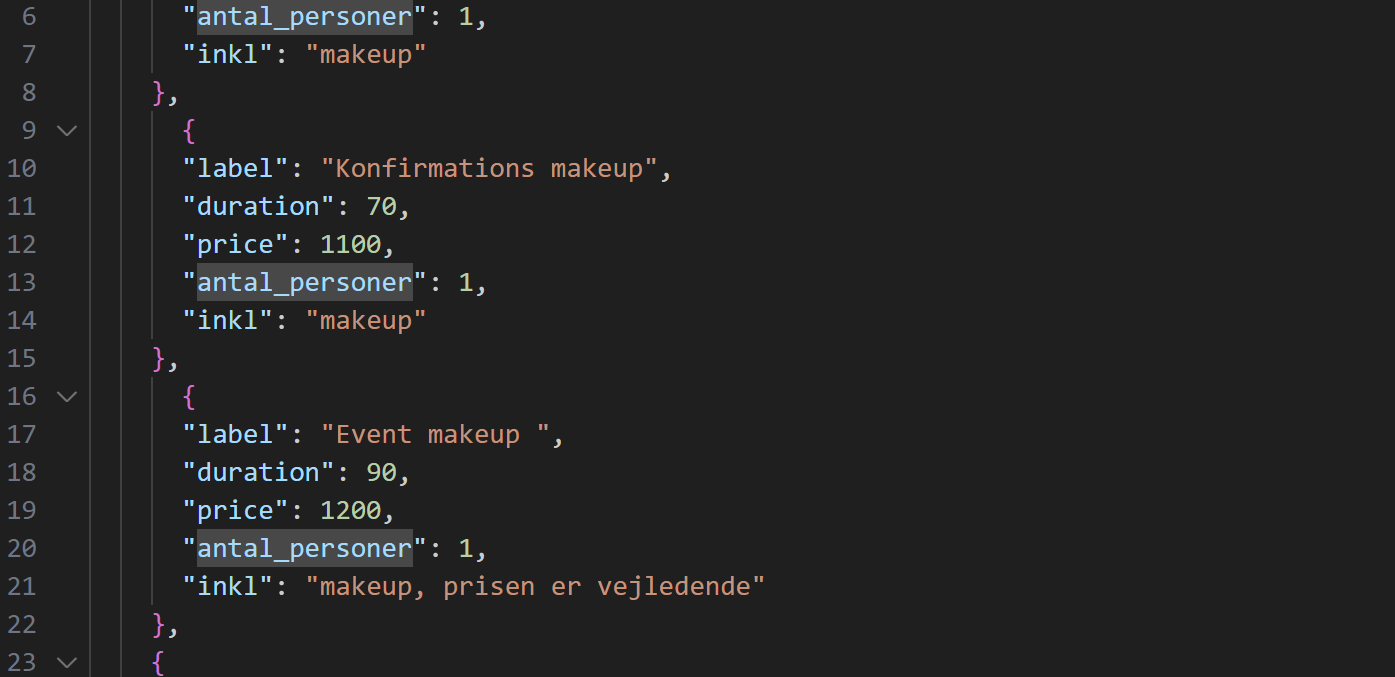 6 "antal_personer": 1,
7 "inkl": "makeup"
8 },
9 {
10 "label": "Konfirmations makeup",
11 "duration": 70,
12 "price": 1100,
13 "antal_personer": 1,
14 "inkl": "makeup"
15 },
16 {
17 "label": "Event makeup ",
18 "duration": 90,
19 "price": 1200,
20 "antal_personer": 1,
21 "inkl": "makeup, prisen er vejledende"
22 },
23 {